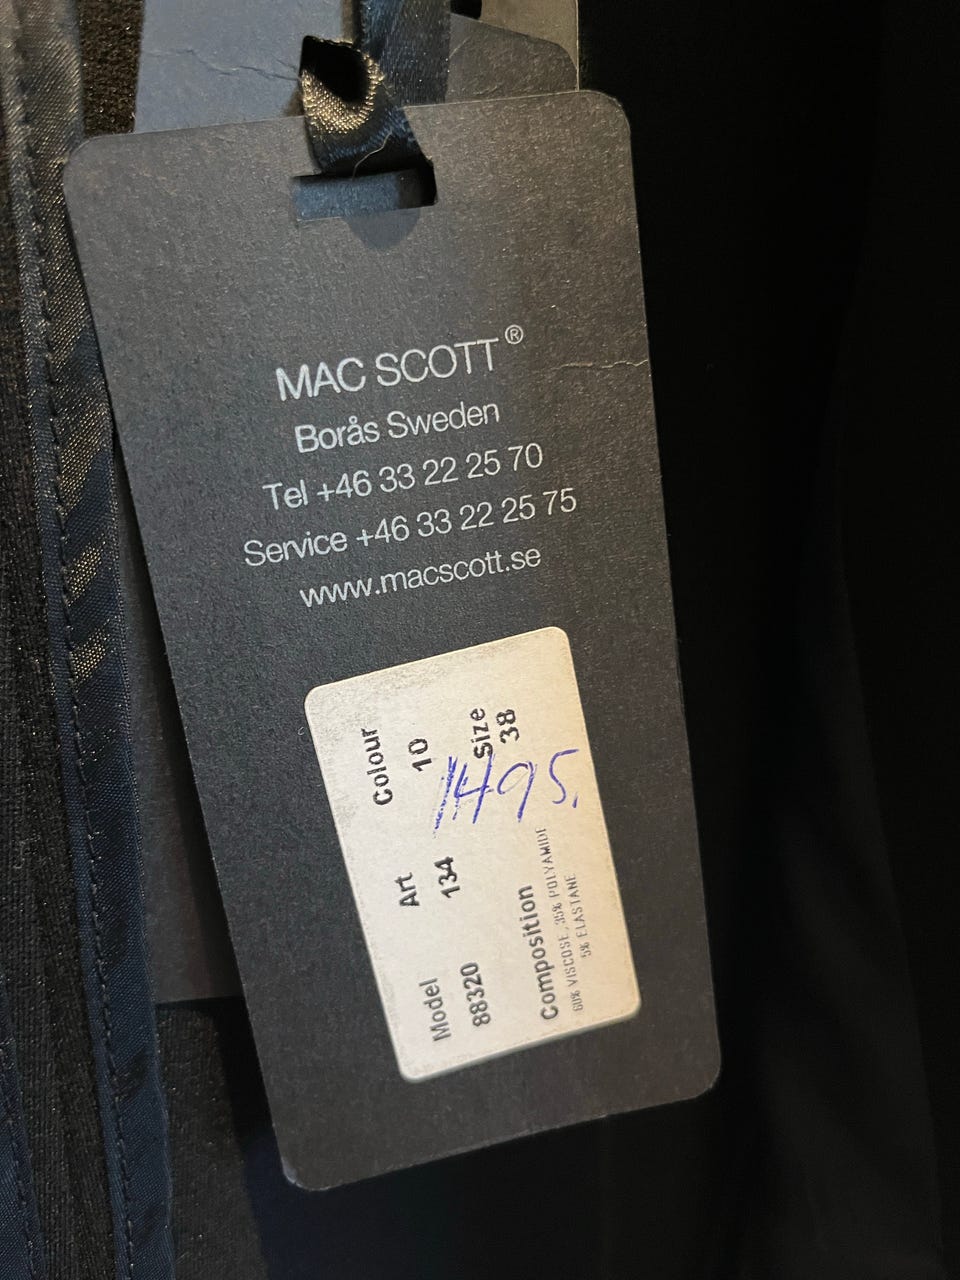 MAC SCOTT®
Borås Sweden
Tel +46 33 22 25 70
Service +46 33 22 25 75
www.macscott.se
Model Art Colour
88320 134 10
Size
38
1495.
Composition
60% VISCOSE, 35% POLYAMIDE
5% ELASTANE